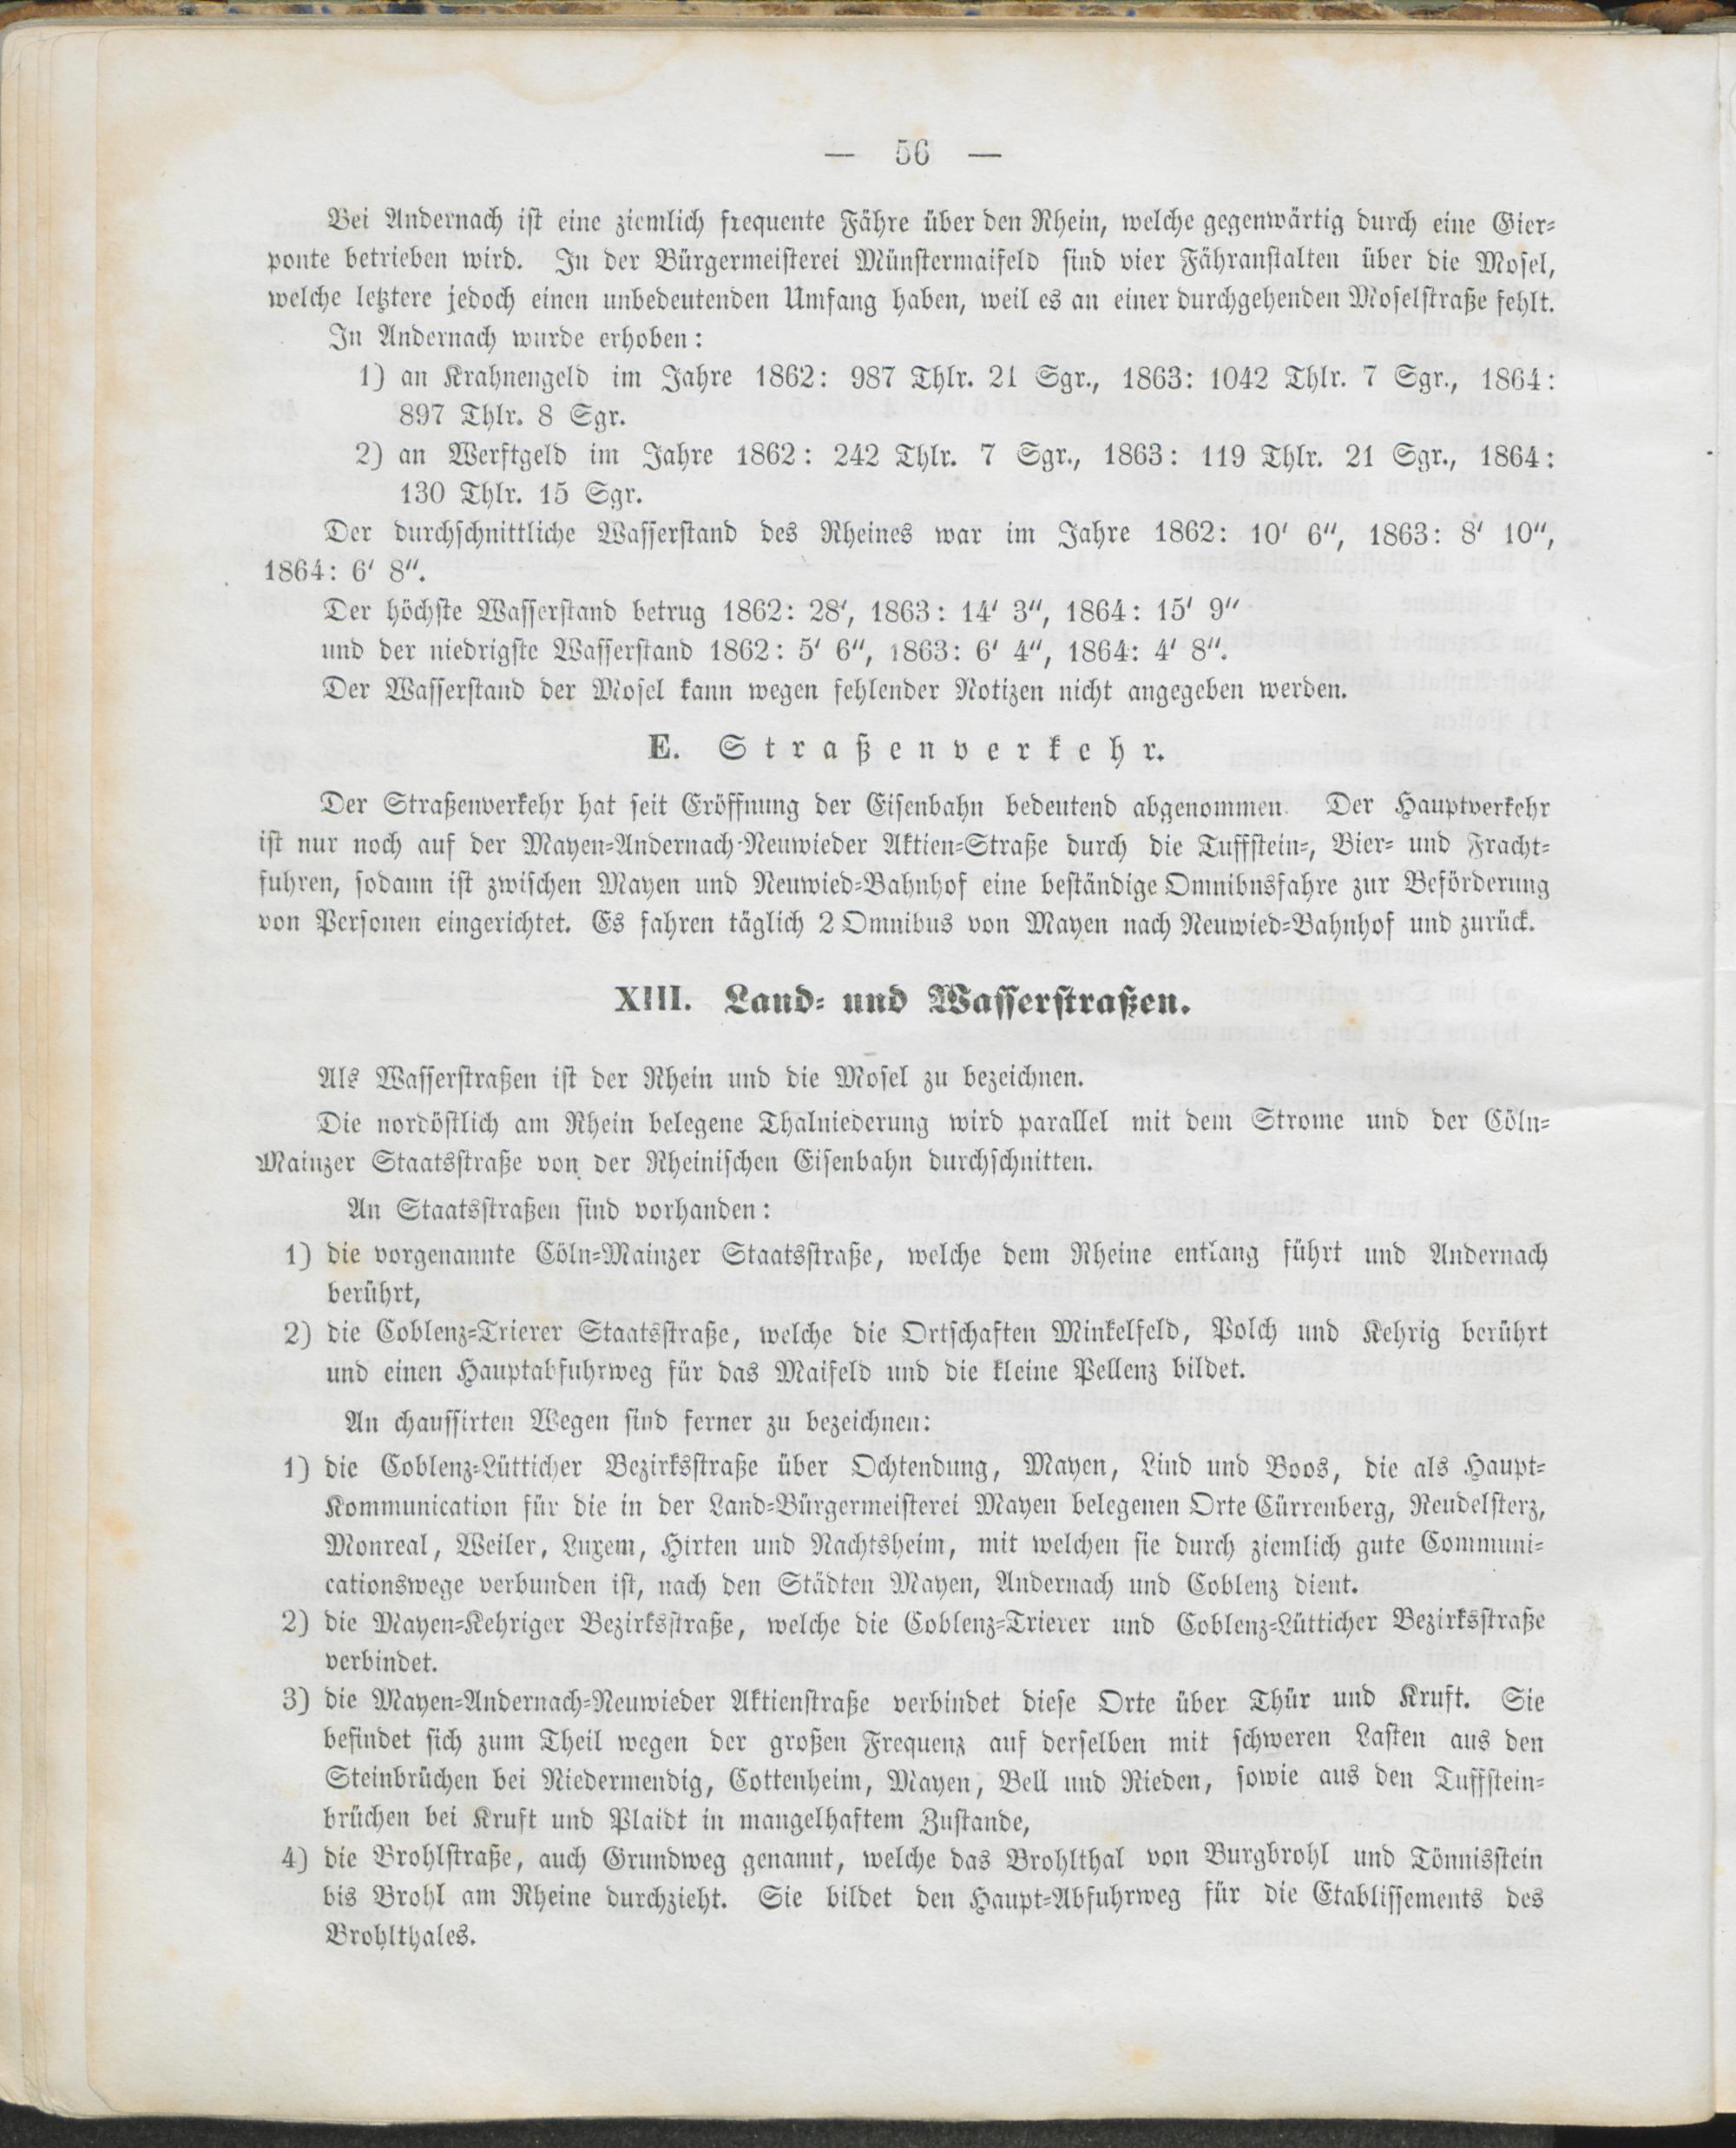 — 56 —
Bei Andernach ist eine ziemlich frequente Fähre über den Rhein, welche gegenwärtig durch eine Gier-
ponte betrieben wird. In der Bürgermeisterei Münstermaifeld sind vier Fähranstalten über die Mosel,
welche letztere jedoch einen unbedeutenden Umfang haben, weil es an einer durchgehenden Moselstraße fehlt.
In Andernach wurde erhoben:
1) an Krahnengeld im Jahre 1862: 987 Thlr. 21 Sgr., 1863: 1042 Thlr. 7 Sgr., 1864:
897 Thlr. 8 Sgr.
2) an Werftgeld im Jahre 1862: 242 Thlr. 7 Sgr., 1863: 119 Thlr. 21 Sgr., 1864:
130 Thlr. 15 Sgr.
Der durchschnittliche Wasserstand des Rheines war im Jahre 1862: 10' 6", 1863: 8' 10",
1864: 6' 8".
Der höchste Wasserstand betrug 1862: 28', 1863: 14' 3", 1864: 15' 9"
und der niedrigste Wasserstand 1862: 5' 6", 1863: 6' 4", 1864: 4' 8".
Der Wasserstand der Mosel kann wegen fehlender Notizen nicht angegeben werden.
E. Straßenverkehr.
Der Straßenverkehr hat seit Eröffnung der Eisenbahn bedeutend abgenommen. Der Hauptverkehr
ist nur noch auf der Mayen-Andernach-Neuwieder Aktien-Straße durch die Tuffstein-, Bier- und Fracht-
fuhren, sodann ist zwischen Mayen und Neuwied-Bahnhof eine beständige Omnibusfahre zur Beförderung
von Personen eingerichtet. Es fahren täglich 2 Omnibus von Mayen nach Neuwied-Bahnhof und zurück.
XIII. Land- und Wasserstraßen.
Als Wasserstraßen ist der Rhein und die Mosel zu bezeichnen.
Die nordöstlich am Rhein belegene Thalniederung wird parallel mit dem Strome und der Cöln-
Mainzer Staatsstraße von der Rheinischen Eisenbahn durchschnitten.
An Staatsstraßen sind vorhanden:
1) die vorgenannte Cöln-Mainzer Staatsstraße, welche dem Rheine entlang führt und Andernach
berührt,
2) die Coblenz-Trierer Staatsstraße, welche die Ortschaften Minkelfeld, Polch und Kehrig berührt
und einen Hauptabfuhrweg für das Maifeld und die kleine Pellenz bildet.
An chaussirten Wegen sind ferner zu bezeichnen:
1) die Coblenz-Lütticher Bezirksstraße über Ochtendung, Mayen, Lind und Boos, die als Haupt-
Kommunication für die in der Land-Bürgermeisterei Mayen belegenen Orte Cürrenberg, Reudelsterz,
Monreal, Weiler, Luxem, Hirten und Nachtsheim, mit welchen sie durch ziemlich gute Communi-
cationswege verbunden ist, nach den Städten Mayen, Andernach und Coblenz dient.
2) die Mayen-Kehriger Bezirksstraße, welche die Coblenz-Trierer und Coblenz-Lütticher Bezirksstraße
verbindet.
3) die Mayen-Andernach-Neuwieder Aktienstraße verbindet diese Orte über Thür und Kruft. Sie
befindet sich zum Theil wegen der großen Frequenz auf derselben mit schweren Lasten aus den
Steinbrüchen bei Niedermendig, Cottenheim, Mayen, Bell und Rieden, sowie aus den Tuffstein-
brüchen bei Kruft und Plaidt in mangelhaftem Zustande,
4) die Brohlstraße, auch Grundweg genannt, welche das Brohlthal von Burgbrohl und Tönnisstein
bis Brohl am Rheine durchzieht. Sie bildet den Haupt-Abfuhrweg für die Etablissements des
Brohlthales.